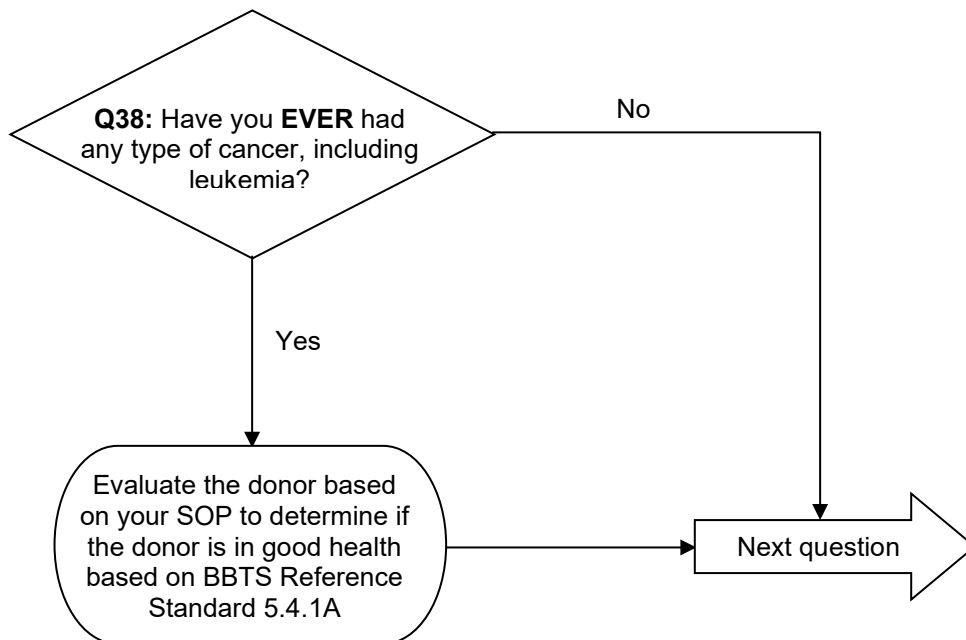 Q38: Have you EVER had
any type of cancer, including
leukemia?
No
Yes
Evaluate the donor based
on your SOP to determine if
the donor is in good health
based on BBTS Reference
Standard 5.4.1A
Next question